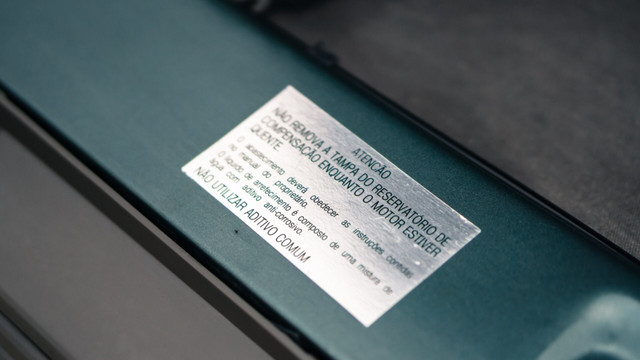 ATENÇÃO
NÃO REMOVA A TAMPA DO RESERVATÓRIO DE
COMPENSAÇÃO ENQUANTO O MOTOR ESTIVER
QUENTE.
O abastecimento deverá obedecer as instruções contidas
no manual do proprietário.
O líquido de arrefecimento é composto de uma mistura de
água com aditivo anti-corrosivo.
NÃO UTILIZAR ADITIVO COMUM